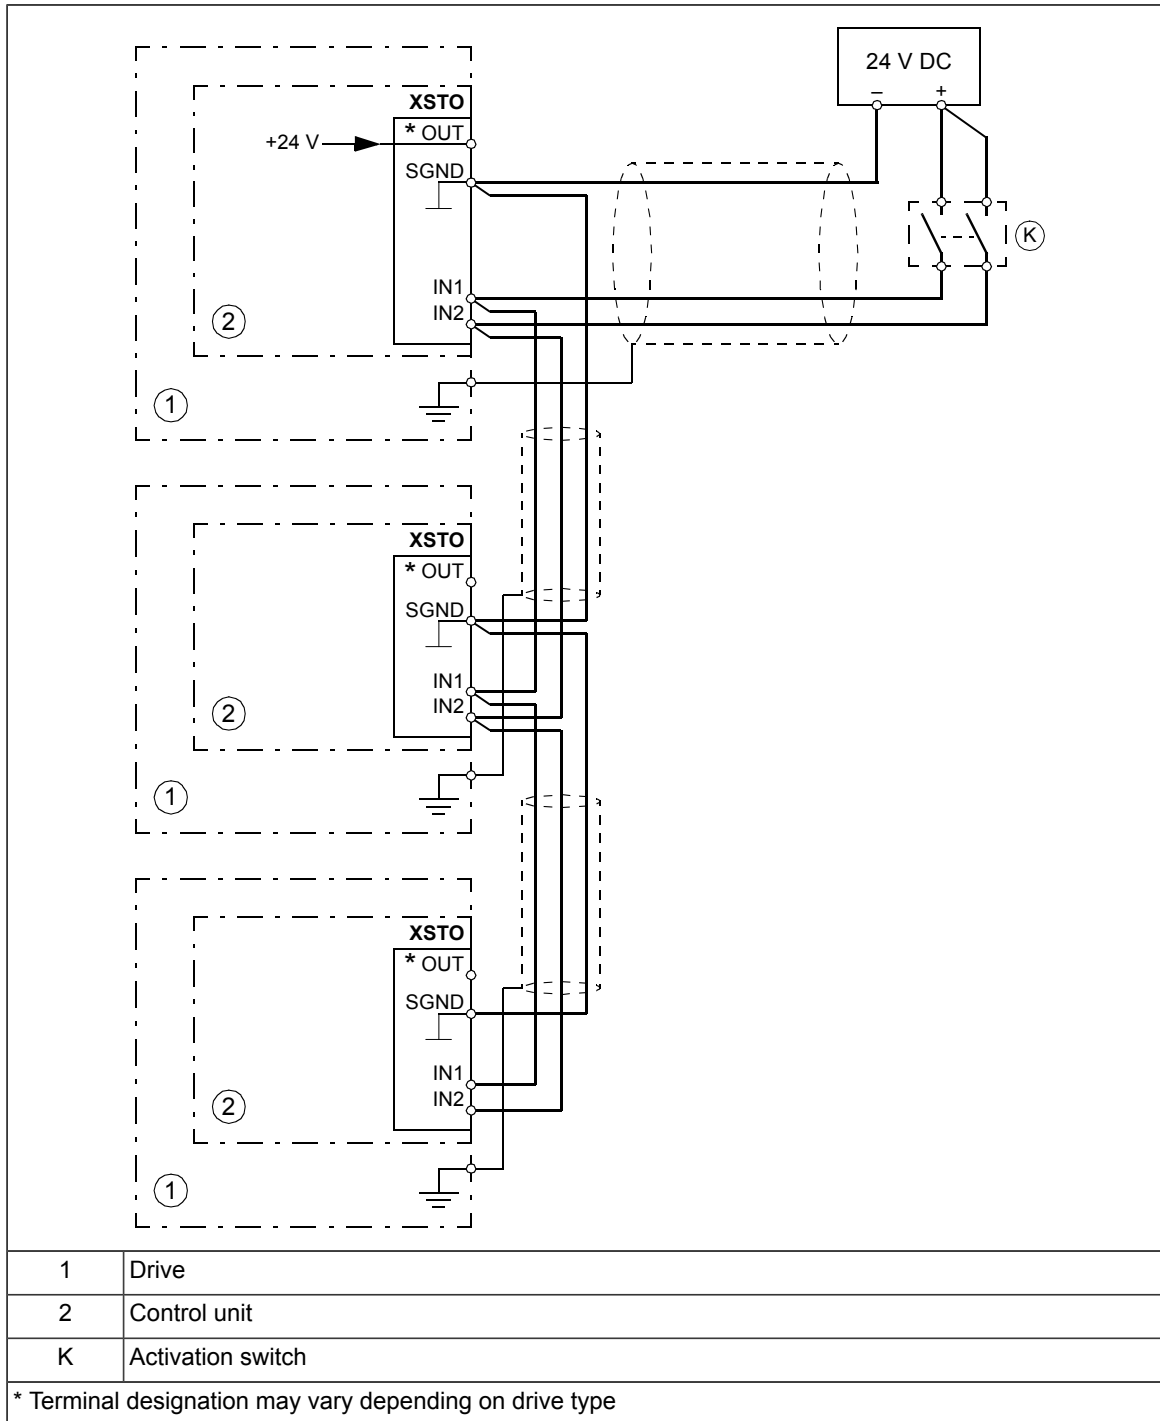 24 V DC
– +
XSTO
* OUT
+24 V
SGND
IN1
IN2
K
2
1
XSTO
* OUT
SGND
IN1
IN2
2
1
XSTO
* OUT
SGND
IN1
IN2
2
1
1 Drive
2 Control unit
K Activation switch
* Terminal designation may vary depending on drive type